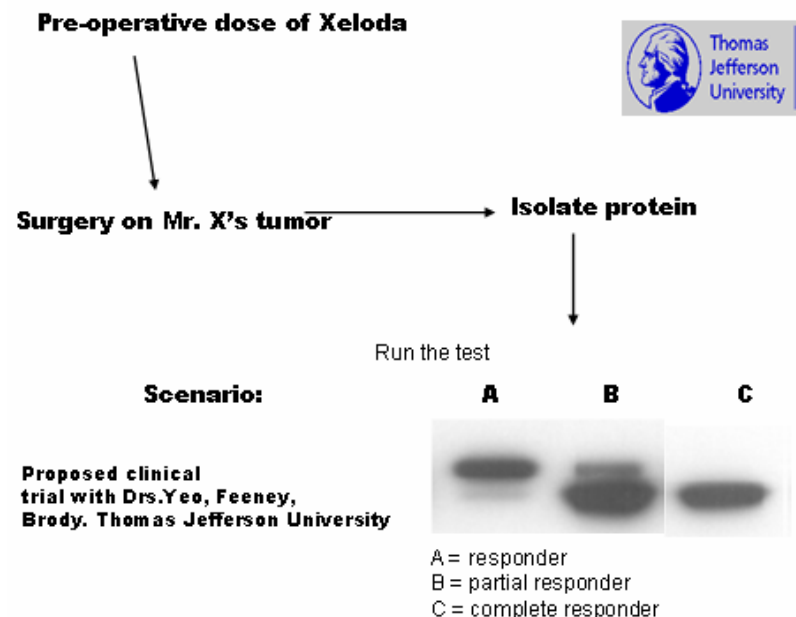 Pre-operative dose of Xeloda
Thomas
Jefferson
University
Surgery on Mr. X's tumor
Isolate protein
Run the test
Scenario:
A B C
Proposed clinical
trial with Drs.Yeo, Feeney,
Brody. Thomas Jefferson University
A = responder
B = partial responder
C = complete responder